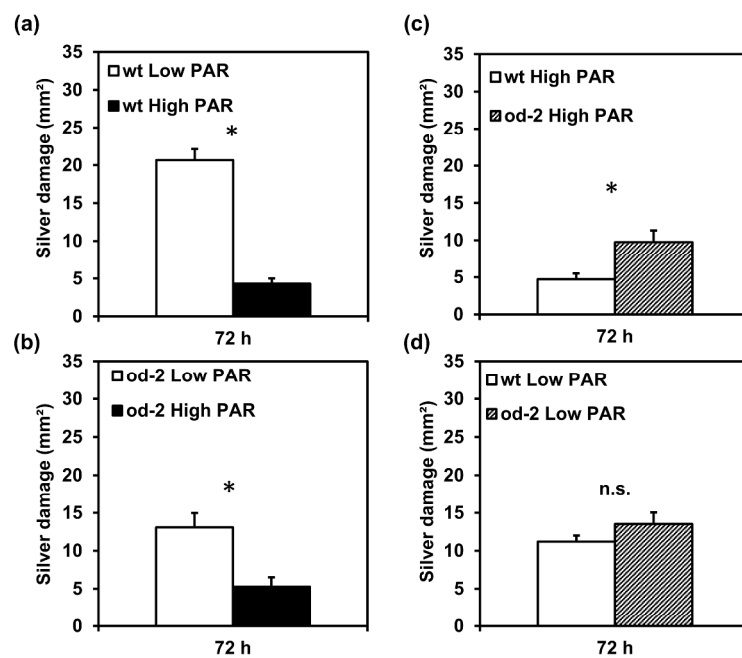 (a)
Silver damage (mm²)
35
30
25
20
15
10
5
0
wt Low PAR
wt High PAR
*
72 h
(b)
Silver damage (mm²)
35
30
25
20
15
10
5
0
od-2 Low PAR
od-2 High PAR
*
72 h
(c)
Silver damage (mm²)
35
30
25
20
15
10
5
0
wt High PAR
od-2 High PAR
*
72 h
(d)
Silver damage (mm²)
35
30
25
20
15
10
5
0
wt Low PAR
od-2 Low PAR
n.s.
72 h